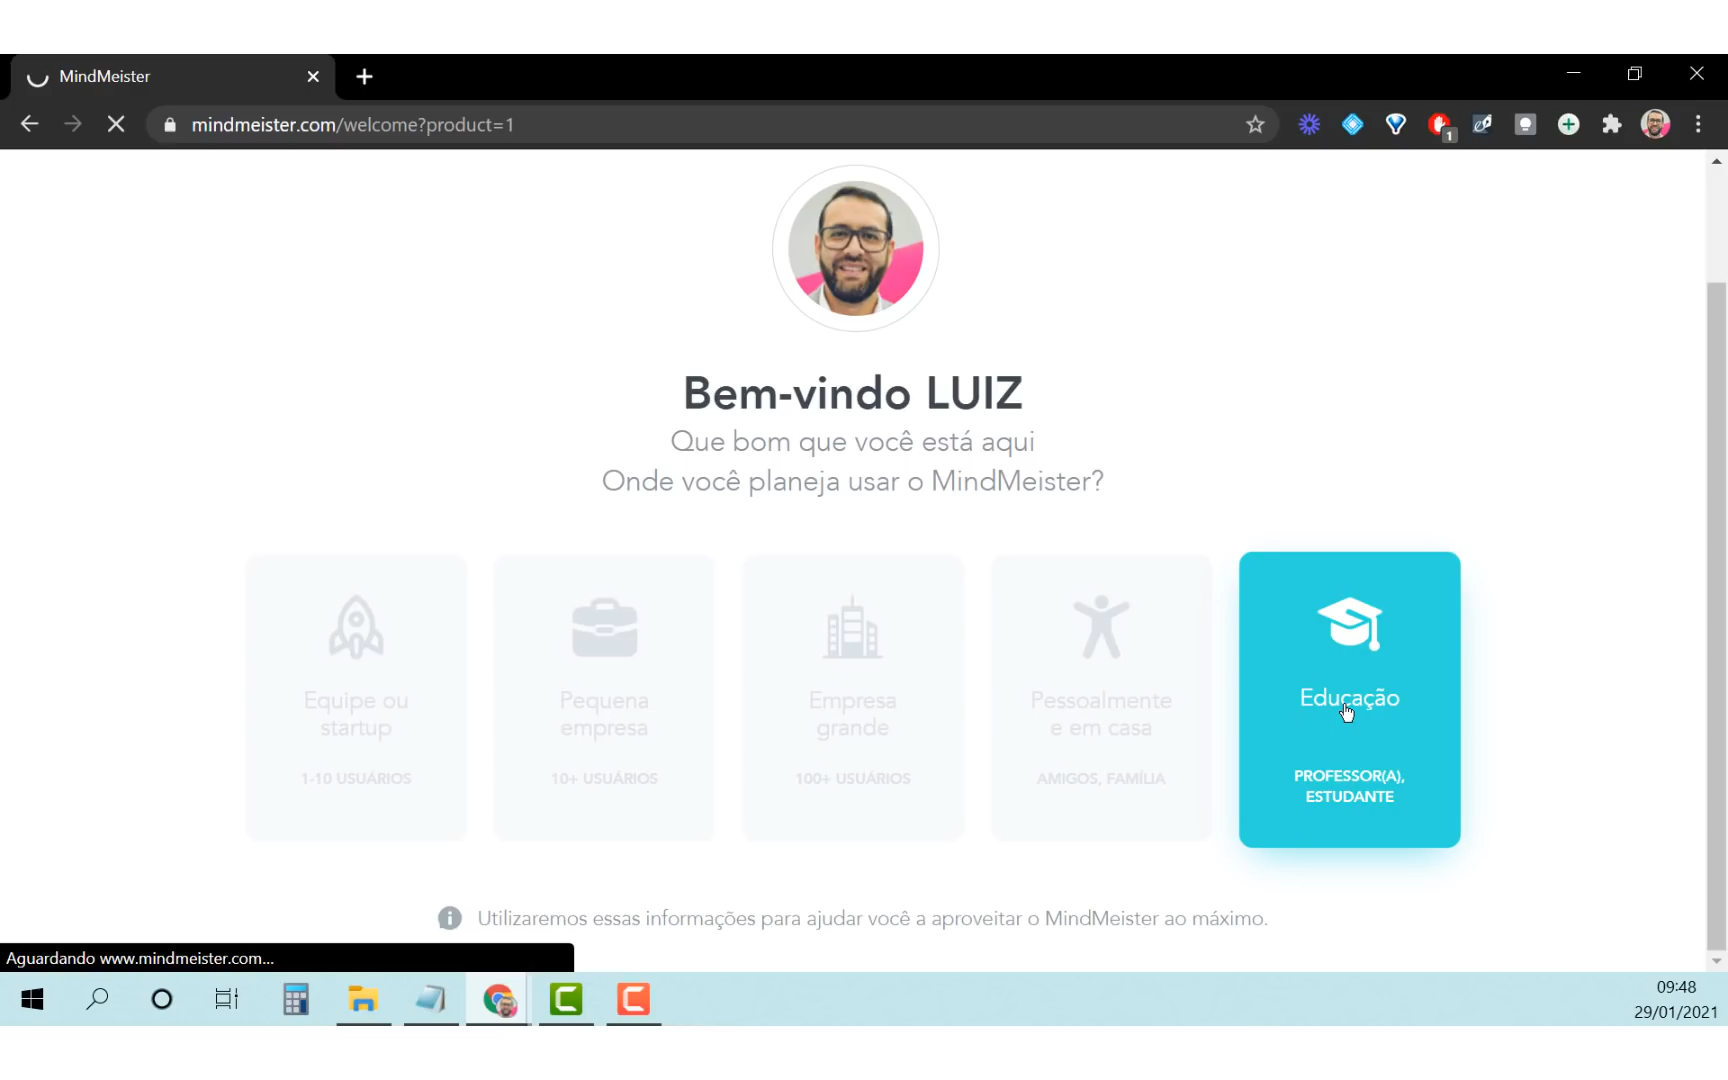 MindMeister
mindmeister.com/welcome?product=1
1
Bem-vindo LUIZ
Que bom que você está aqui
Onde você planeja usar o MindMeister?
Equipe ou
startup
1-10 USUÁRIOS
Pequena
empresa
10+ USUÁRIOS
Empresa
grande
100+ USUÁRIOS
Pessoalmente
e em casa
AMIGOS, FAMÍLIA
Educação
PROFESSOR(A),
ESTUDANTE
Utilizaremos essas informações para ajudar você a aproveitar o MindMeister ao máximo.
Aguardando www.mindmeister.com...
09:48
29/01/2021